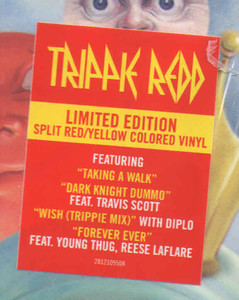 TRIPPIE REDD
LIMITED EDITION
SPLIT RED/YELLOW COLORED VINYL
FEATURING
"TAKING A WALK"
"DARK KNIGHT DUMMO"
FEAT. TRAVIS SCOTT
"WISH (TRIPPIE MIX)" WITH DIPLO
"FOREVER EVER"
FEAT. YOUNG THUG, REESE LAFLARE